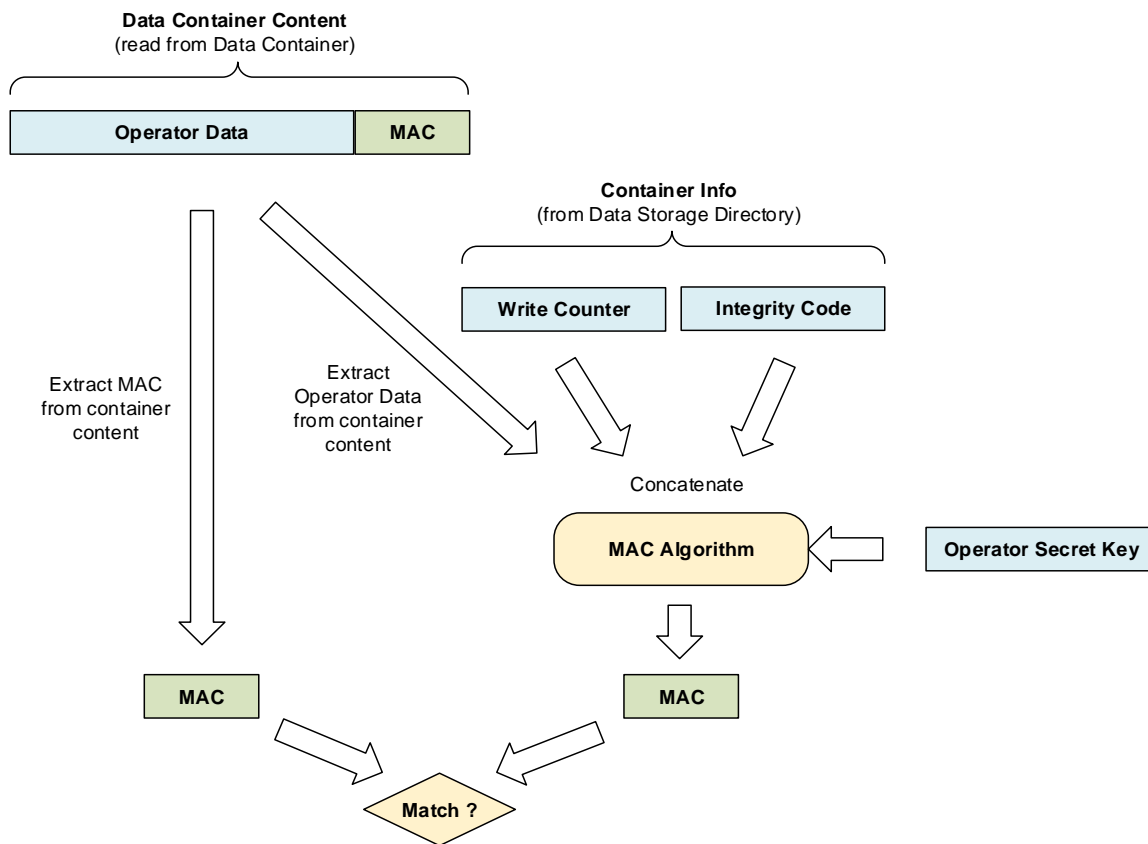 Data Container Content
(read from Data Container)
Operator Data
MAC
Container Info
(from Data Storage Directory)
Write Counter
Integrity Code
Extract MAC
from container
content
Extract
Operator Data
from container
content
Concatenate
MAC Algorithm
Operator Secret Key
MAC
MAC
Match ?